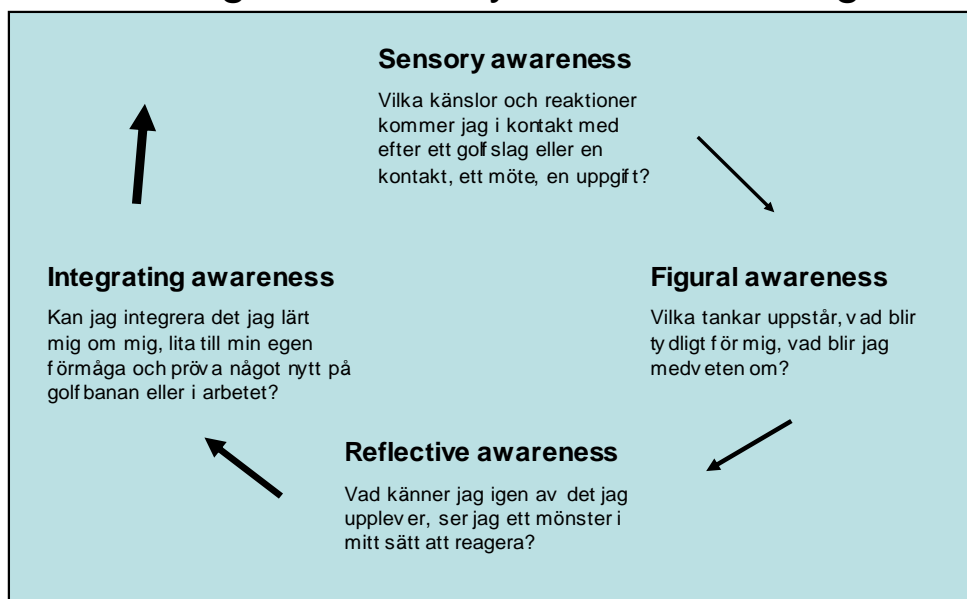 Sensory awareness
Vilka känslor och reaktioner
kommer jag i kontakt med
efter ett golfslag eller en
kontakt, ett möte, en uppgift?
Integrating awareness
Kan jag integrera det jag lärt
mig om mig, lita till min egen
förmåga och pröva något nytt på
golfbanan eller i arbetet?
Figural awareness
Vilka tankar uppstår, vad blir
tydligt för mig, vad blir jag
medveten om?
Reflective awareness
Vad känner jag igen av det jag
upplever, ser jag ett mönster i
mitt sätt att reagera?